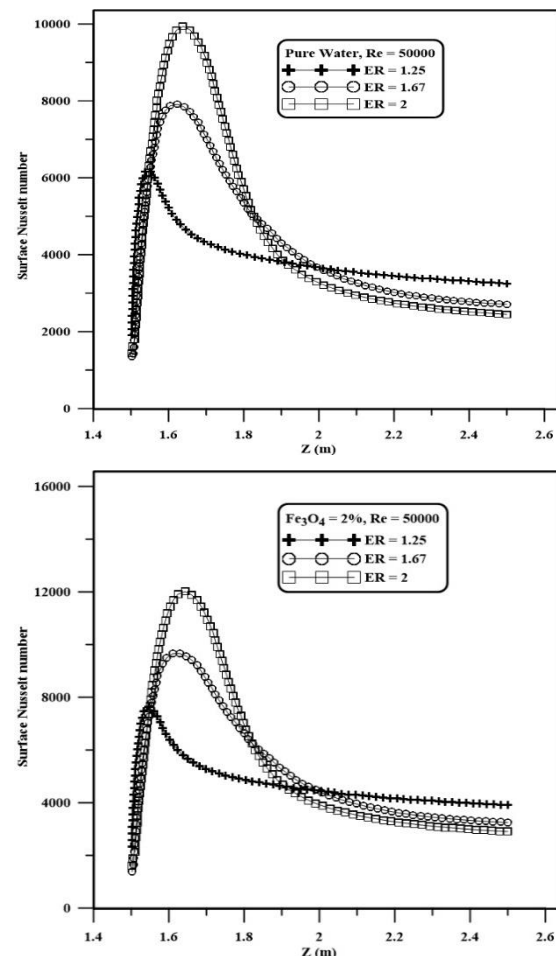 10000
Pure Water, Re = 50000
ER = 1.25
ER = 1.67
ER = 2
8000
6000
4000
2000
0
Surface Nusselt number
1.4 1.6 1.8 2 2.2 2.4 2.6
Z (m)
16000
Fe₃O₄ = 2%, Re = 50000
ER = 1.25
ER = 1.67
ER = 2
12000
8000
4000
0
Surface Nusselt number
1.4 1.6 1.8 2 2.2 2.4 2.6
Z (m)